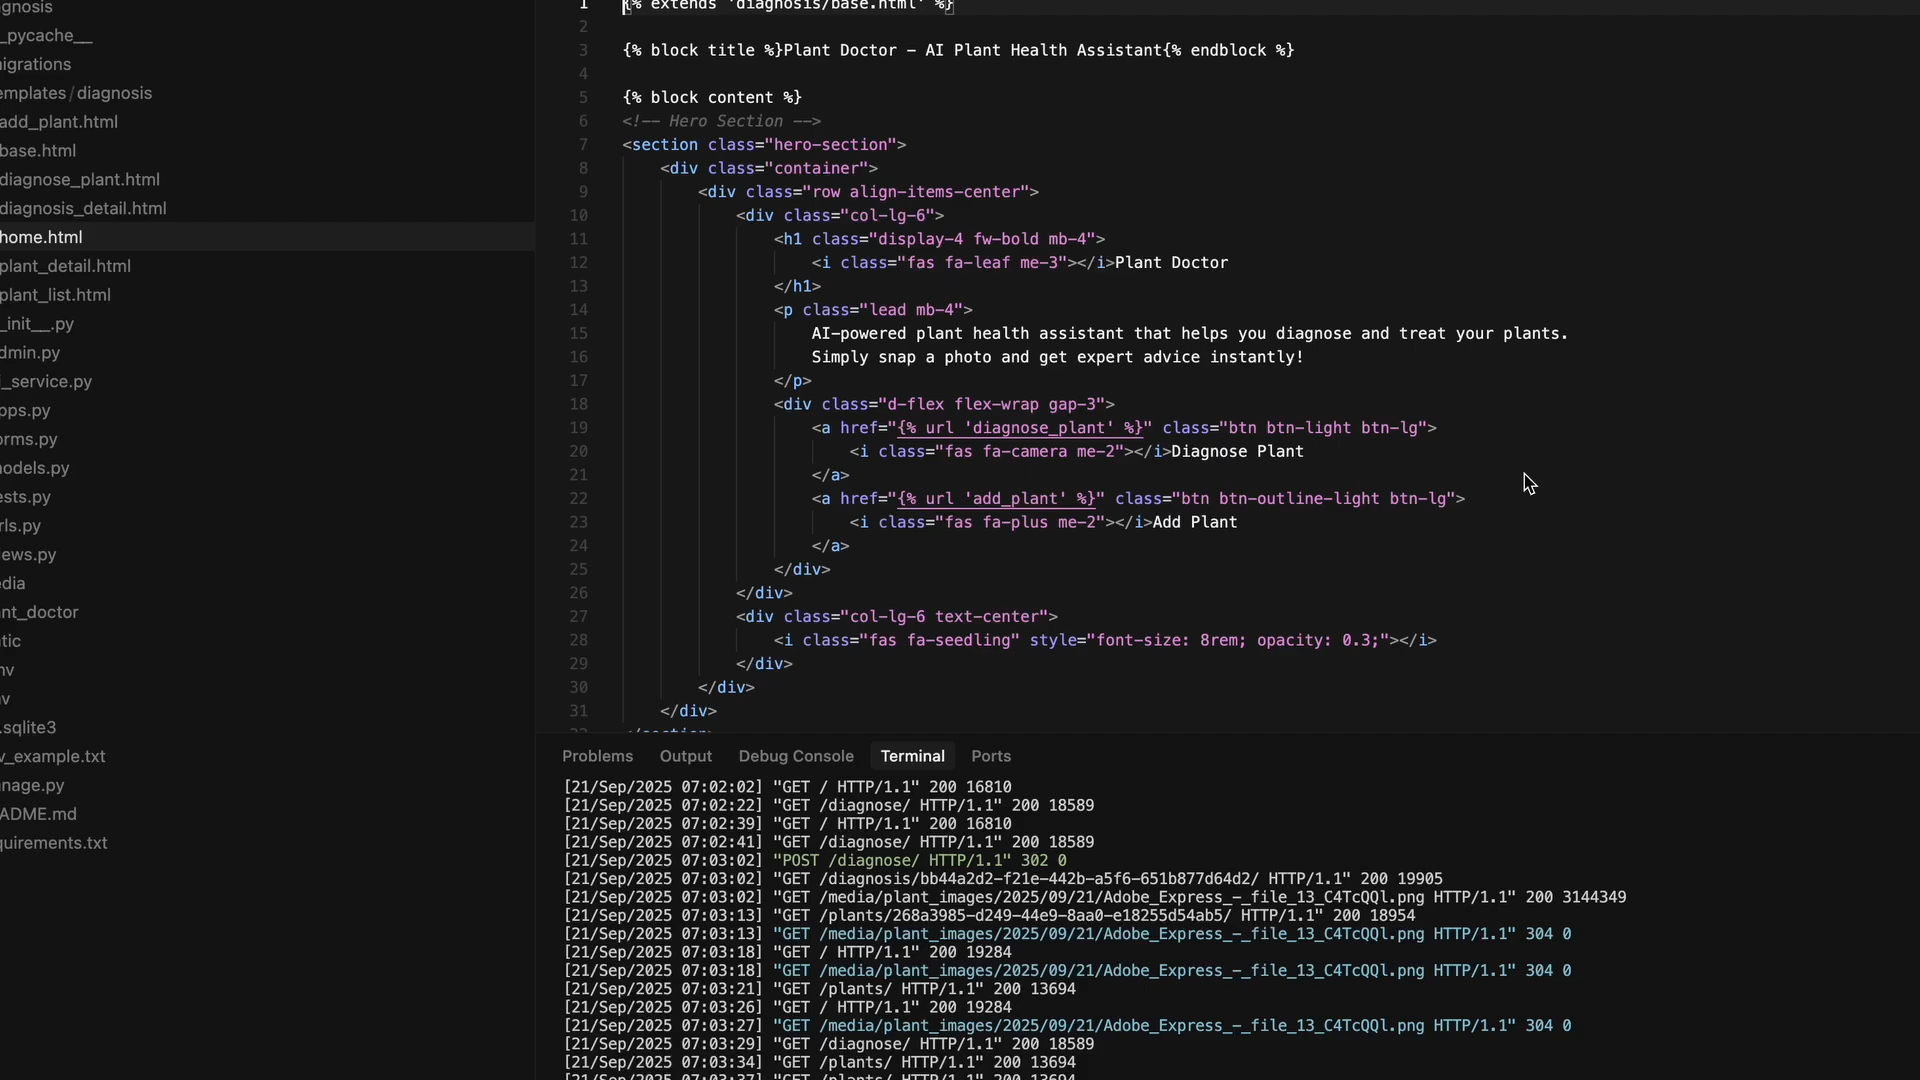 gnosis
_pycache__
igrations
emplates/diagnosis
add_plant.html
base.html
diagnose_plant.html
diagnosis_detail.html
home.html
plant_detail.html
plant_list.html
_init__.py
dmin.py
i_service.py
pps.py
orms.py
nodels.py
ests.py
rls.py
ews.py
edia
nt_doctor
tic
nv
v
.sqlite3
v_example.txt
nage.py
ADME.md
quirements.txt
1 {% extends 'diagnosis/base.html' %}
2
3 {% block title %}Plant Doctor - AI Plant Health Assistant{% endblock %}
4
5 {% block content %}
6 <!-- Hero Section -->
7 <section class="hero-section">
8 <div class="container">
9 <div class="row align-items-center">
10 <div class="col-lg-6">
11 <h1 class="display-4 fw-bold mb-4">
12 <i class="fas fa-leaf me-3"></i>Plant Doctor
13 </h1>
14 <p class="lead mb-4">
15 AI-powered plant health assistant that helps you diagnose and treat your plants.
16 Simply snap a photo and get expert advice instantly!
17 </p>
18 <div class="d-flex flex-wrap gap-3">
19 <a href="{% url 'diagnose_plant' %}" class="btn btn-light btn-lg">
20 <i class="fas fa-camera me-2"></i>Diagnose Plant
21 </a>
22 <a href="{% url 'add_plant' %}" class="btn btn-outline-light btn-lg">
23 <i class="fas fa-plus me-2"></i>Add Plant
24 </a>
25 </div>
26 </div>
27 <div class="col-lg-6 text-center">
28 <i class="fas fa-seedling" style="font-size: 8rem; opacity: 0.3;"></i>
29 </div>
30 </div>
31 </div>
Problems Output Debug Console Terminal Ports
[21/Sep/2025 07:02:02] "GET / HTTP/1.1" 200 16810
[21/Sep/2025 07:02:22] "GET /diagnose/ HTTP/1.1" 200 18589
[21/Sep/2025 07:02:39] "GET / HTTP/1.1" 200 16810
[21/Sep/2025 07:02:41] "GET /diagnose/ HTTP/1.1" 200 18589
[21/Sep/2025 07:03:02] "POST /diagnose/ HTTP/1.1" 302 0
[21/Sep/2025 07:03:02] "GET /diagnosis/bb44a2d2-f21e-442b-a5f6-651b877d64d2/ HTTP/1.1" 200 19905
[21/Sep/2025 07:03:02] "GET /media/plant_images/2025/09/21/Adobe_Express_-_file_13_C4TcQQl.png HTTP/1.1" 200 3144349
[21/Sep/2025 07:03:13] "GET /plants/268a3985-d249-44e9-8aa0-e18255d54ab5/ HTTP/1.1" 200 18954
[21/Sep/2025 07:03:13] "GET /media/plant_images/2025/09/21/Adobe_Express_-_file_13_C4TcQQl.png HTTP/1.1" 304 0
[21/Sep/2025 07:03:18] "GET / HTTP/1.1" 200 19284
[21/Sep/2025 07:03:18] "GET /media/plant_images/2025/09/21/Adobe_Express_-_file_13_C4TcQQl.png HTTP/1.1" 304 0
[21/Sep/2025 07:03:21] "GET /plants/ HTTP/1.1" 200 13694
[21/Sep/2025 07:03:26] "GET / HTTP/1.1" 200 19284
[21/Sep/2025 07:03:27] "GET /media/plant_images/2025/09/21/Adobe_Express_-_file_13_C4TcQQl.png HTTP/1.1" 304 0
[21/Sep/2025 07:03:29] "GET /diagnose/ HTTP/1.1" 200 18589
[21/Sep/2025 07:03:34] "GET /plants/ HTTP/1.1" 200 13694
[21/Sep/2025 07:03:37] "GET /plants/ HTTP/1.1" 200 13694